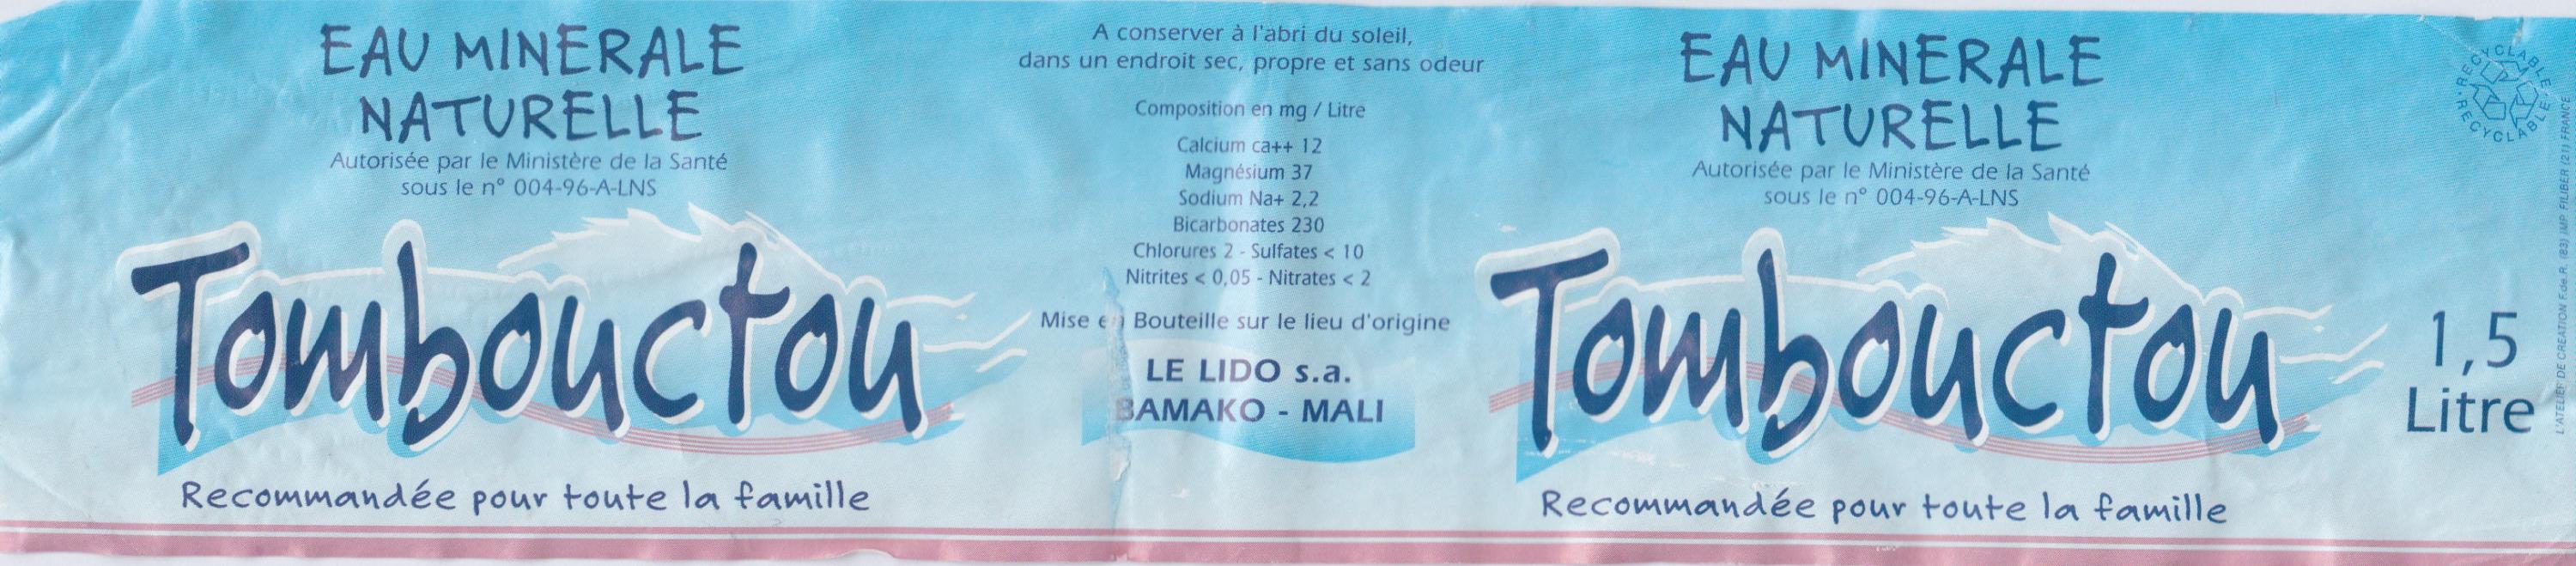 EAU MINERALE
NATURELLE
Autorisée par le Ministère de la Santé
sous le n° 004-96-A-LNS
Tombouctou
Recommandée pour toute la famille
A conserver à l'abri du soleil,
dans un endroit sec, propre et sans odeur
Composition en mg / Litre
Calcium ca++ 12
Magnésium 37
Sodium Na+ 2,2
Bicarbonates 230
Chlorures 2 - Sulfates < 10
Nitrites < 0,05 - Nitrates < 2
Mise en Bouteille sur le lieu d'origine
LE LIDO s.a.
BAMAKO - MALI
EAU MINERALE
NATURELLE
Autorisée par le Ministère de la Santé
sous le n° 004-96-A-LNS
Tombouctou
Recommandée pour toute la famille
1,5
Litre
RECYCLABLE · RECYCLABLE ·
L'ATELIER DE CREATION F.de.R. (83) IMP. FILIBER (21) FRANCE